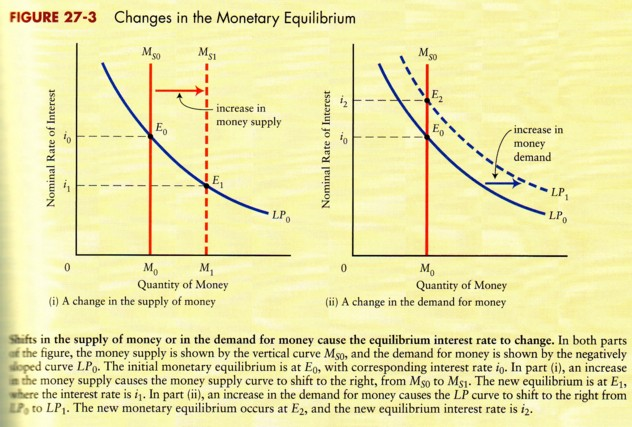 FIGURE 27-3 Changes in the Monetary Equilibrium
Nominal Rate of Interest
MS0
MS1
increase in
money supply
i0
E0
i1
E1
LP0
0
M0
M1
Quantity of Money
(i) A change in the supply of money
Nominal Rate of Interest
MS0
i2
E2
i0
E0
increase in
money
demand
LP1
LP0
0
M0
Quantity of Money
(ii) A change in the demand for money
Shifts in the supply of money or in the demand for money cause the equilibrium interest rate to change. In both parts
of the figure, the money supply is shown by the vertical curve MS0, and the demand for money is shown by the negatively
sloped curve LP0. The initial monetary equilibrium is at E0, with corresponding interest rate i0. In part (i), an increase
in the money supply causes the money supply curve to shift to the right, from MS0 to MS1. The new equilibrium is at E1,
where the interest rate is i1. In part (ii), an increase in the demand for money causes the LP curve to shift to the right from
LP0 to LP1. The new monetary equilibrium occurs at E2, and the new equilibrium interest rate is i2.